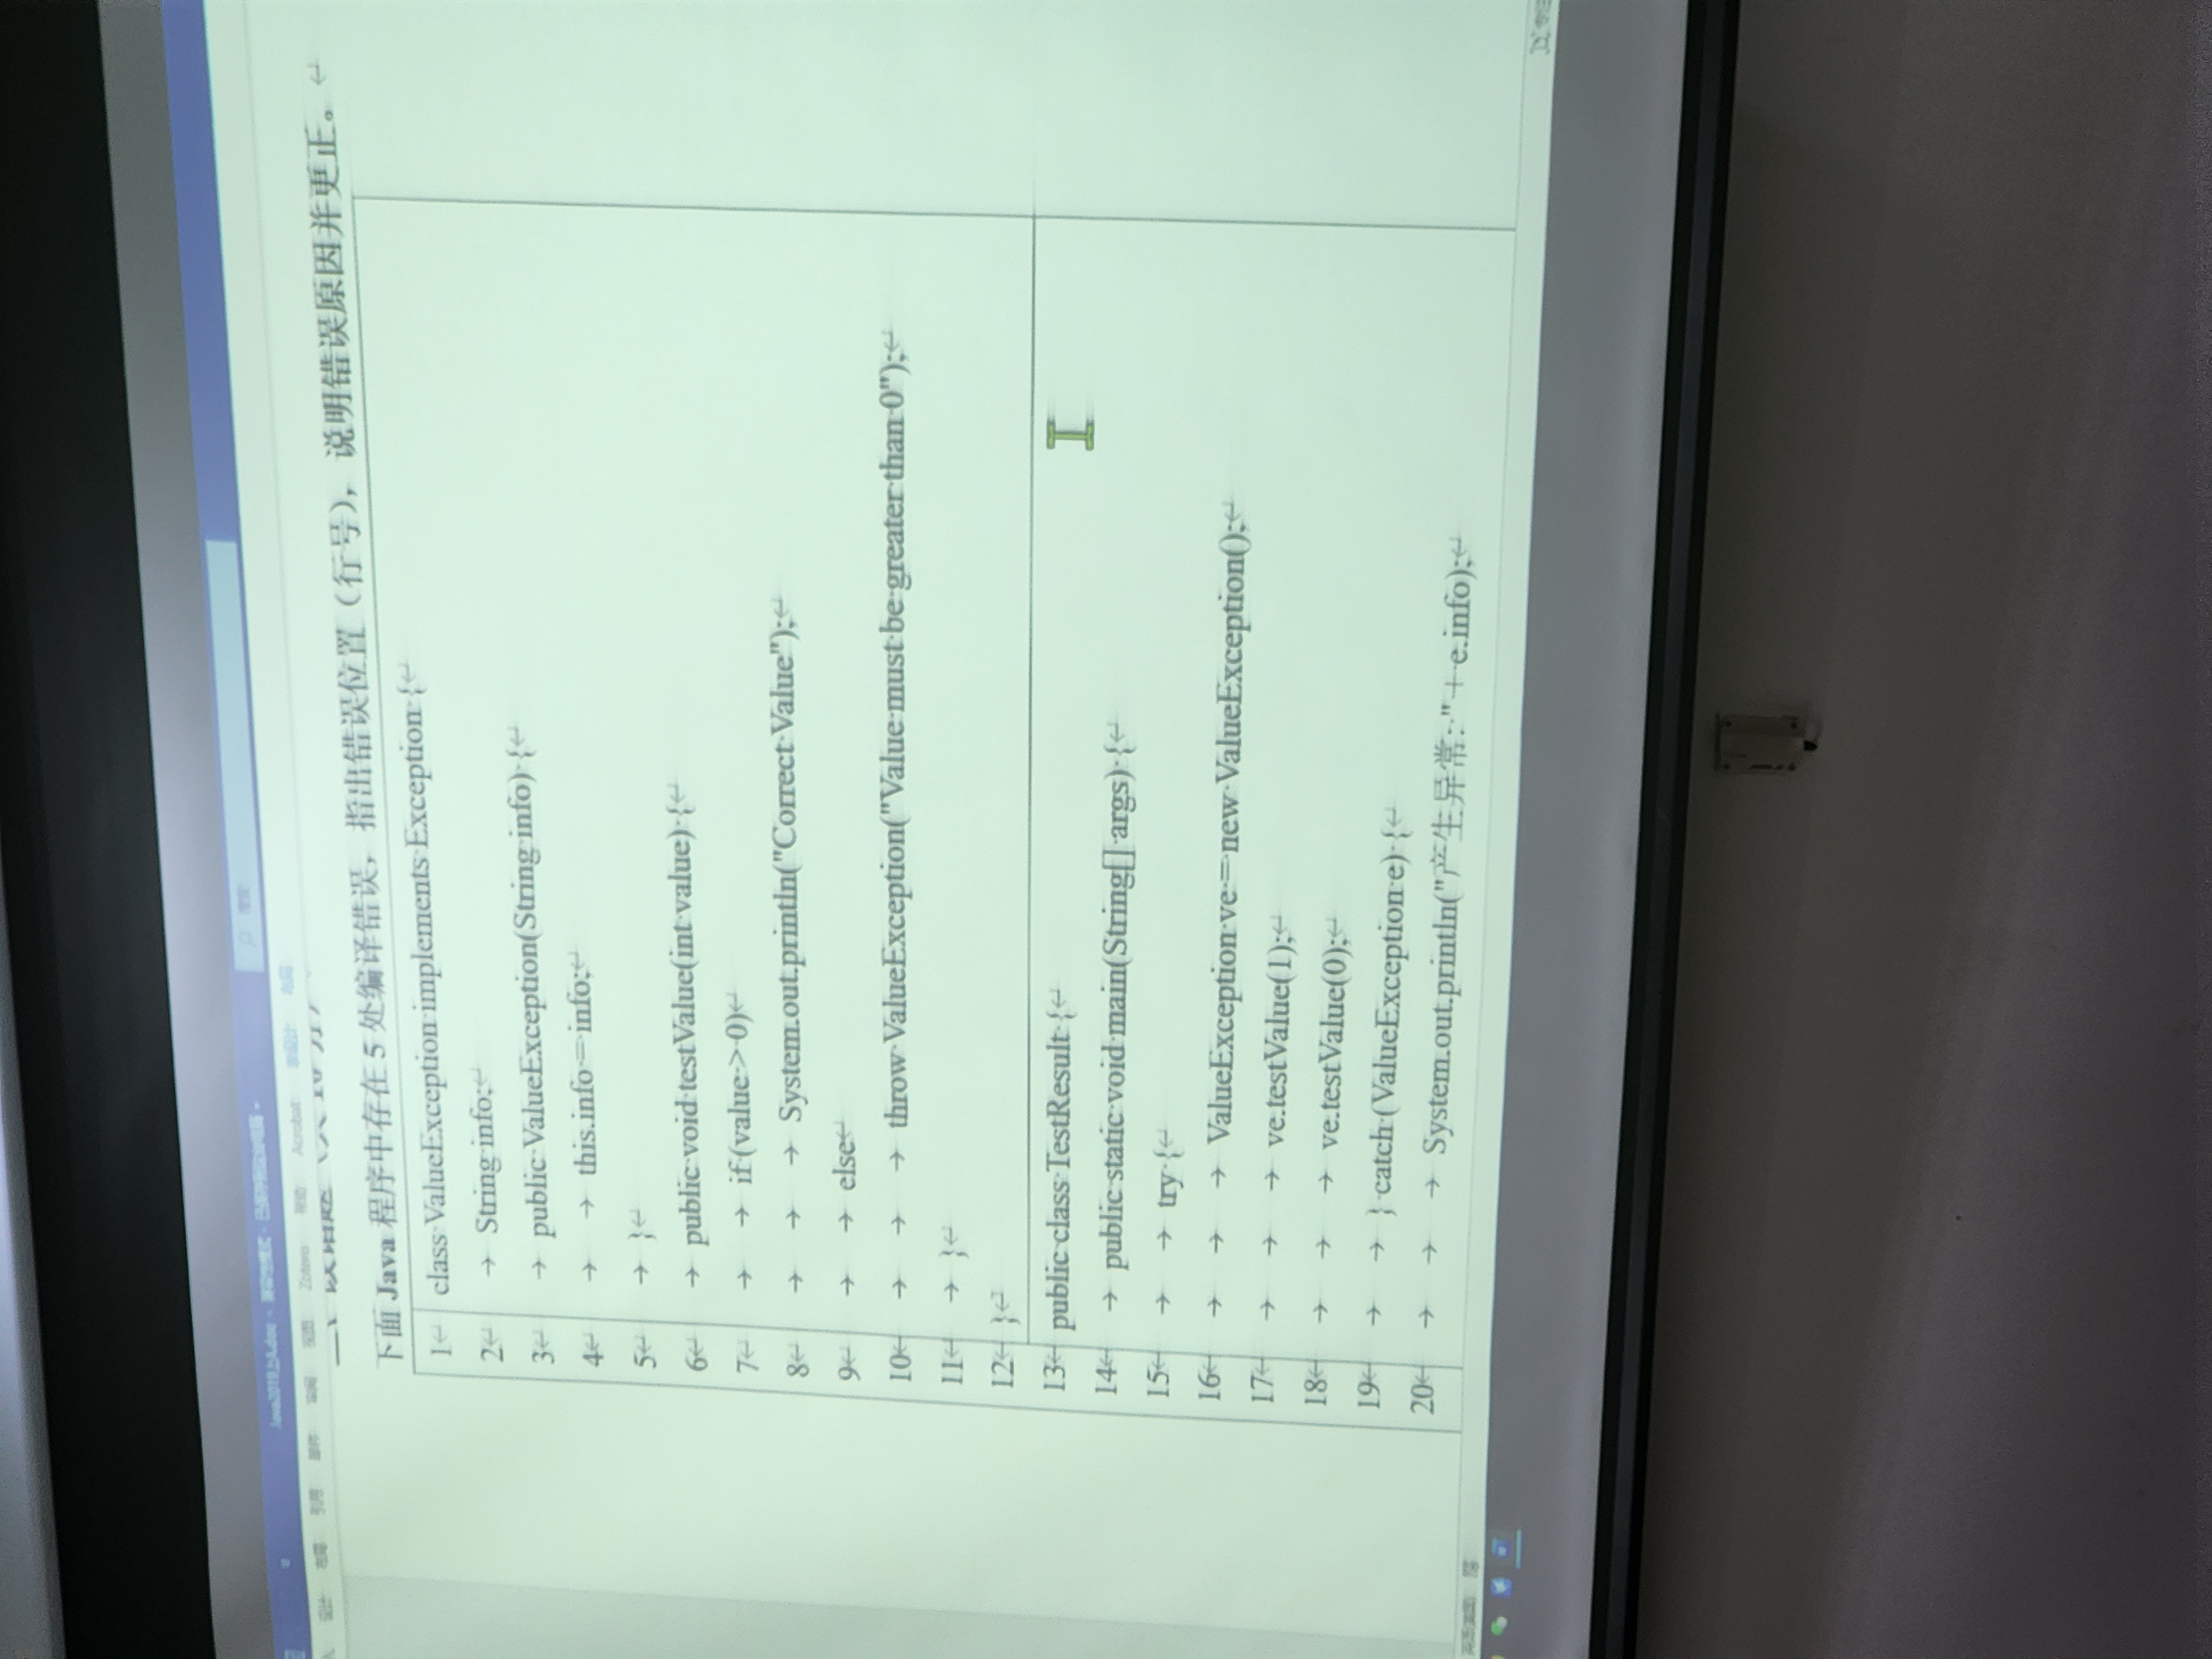 Java2019上A.doc - 兼容性模式 - 已保存到这台电脑
搜索
设计 布局 引用 邮件 审阅 视图 Zotero 帮助 Acrobat 表设计 布局
下面 Java 程序中存在 5 处编译错误，指出错误位置（行号），说明错误原因并更正。
1 class ValueException implements Exception {
2 String info;
3 public ValueException(String info) {
4 this.info = info;
5 }
6 public void testValue(int value) {
7 if (value > 0)
8 System.out.println("Correct Value");
9 else
10 throw ValueException("Value must be greater than 0");
11 }
12 }
13 public class TestResult {
14 public static void main(String[] args) {
15 try {
16 ValueException ve = new ValueException();
17 ve.testValue(1);
18 ve.testValue(0);
19 } catch (ValueException e) {
20 System.out.println("产生异常: " + e.info);